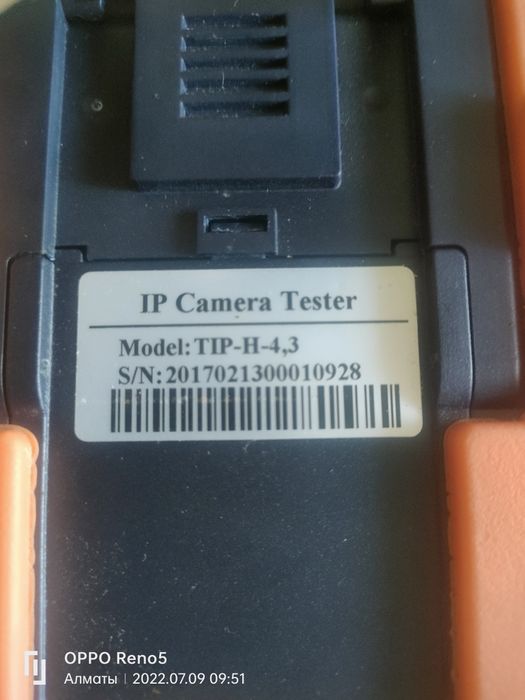 IP Camera Tester
Model: TIP-H-4,3
S/N: 2017021300010928
OPPO Reno5
Алматы | 2022.07.09 09:51